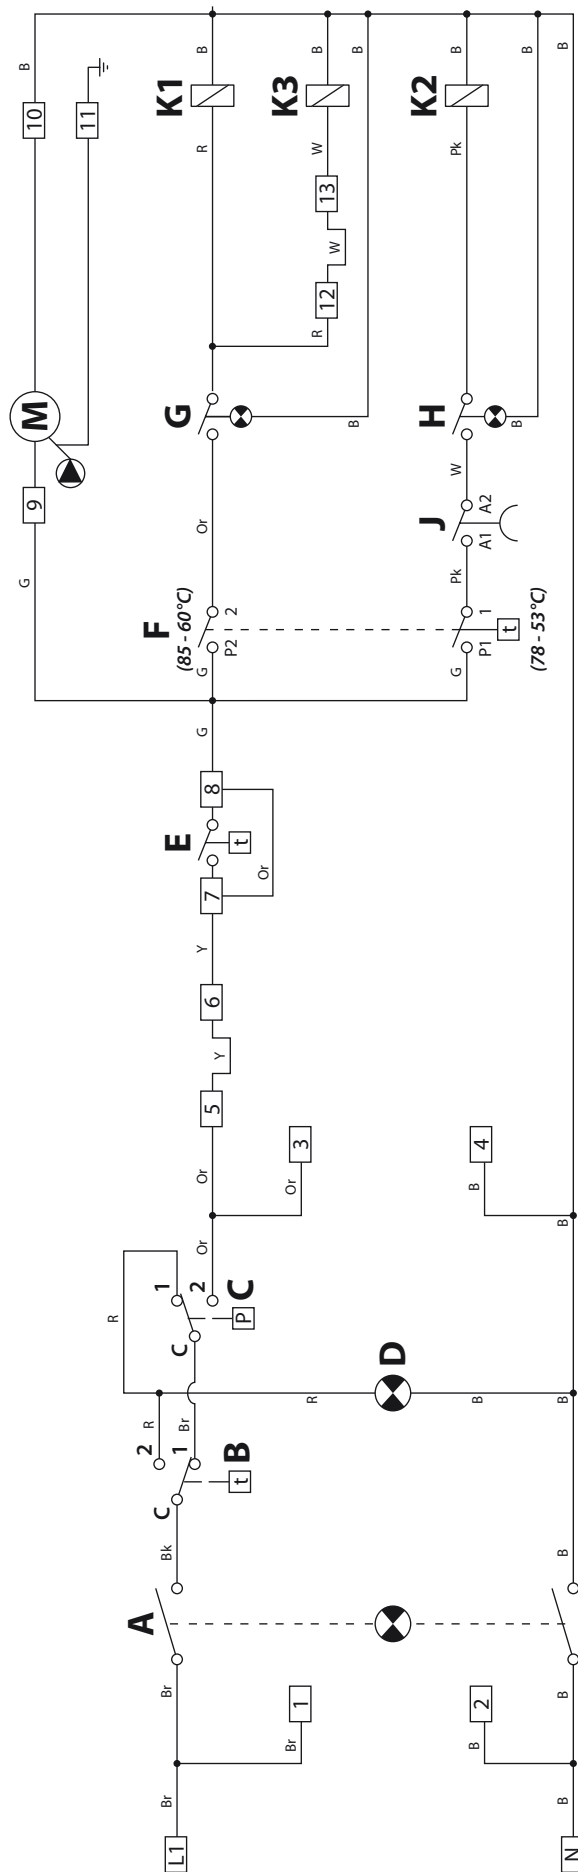 G
B
9
M
10
11
R
A
2
R
1
C
F
K1
Br
Bk
C
1
Br
C
2
Or
Or
Y
E
(85 - 60°C)
G
Or
G
R
B
L1
5
Y
6
7
t
8
G
P2
2
B
t
P
Or
K3
Br
1
Or
3
R
12
W
13
W
B
R
B
B
D
K2
J
H
G
Pk
W
Pk
B
B
2
B
B
4
P1
1
A1
A2
t
B
B
(78 - 53°C)
N
B
B
B
B
B
B